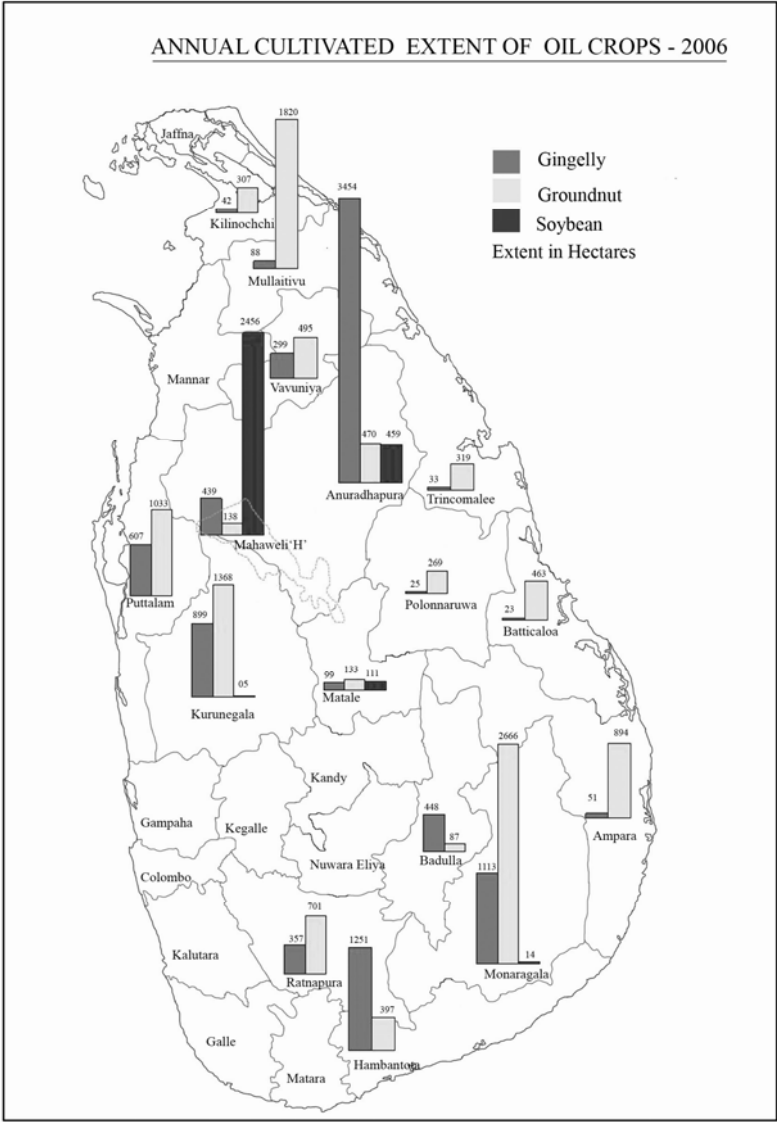 ANNUAL CULTIVATED EXTENT OF OIL CROPS - 2006
Gingelly
Groundnut
Soybean
Extent in Hectares
Jaffna
42
307
Kilinochchi
88
1820
Mullaitivu
3454
470
459
Anuradhapura
299
495
Vavuniya
Mannar
439
138
2456
Mahaweli‘H’
33
319
Trincomalee
607
1033
Puttalam
899
1368
05
Kurunegala
25
269
Polonnaruwa
23
463
Batticaloa
99
133
111
Matale
Kandy
Gampaha
Kegalle
Nuwara Eliya
Colombo
448
87
Badulla
1113
2666
14
Monaragala
51
894
Ampara
357
701
Ratnapura
Kalutara
1251
397
Hambantota
Galle
Matara